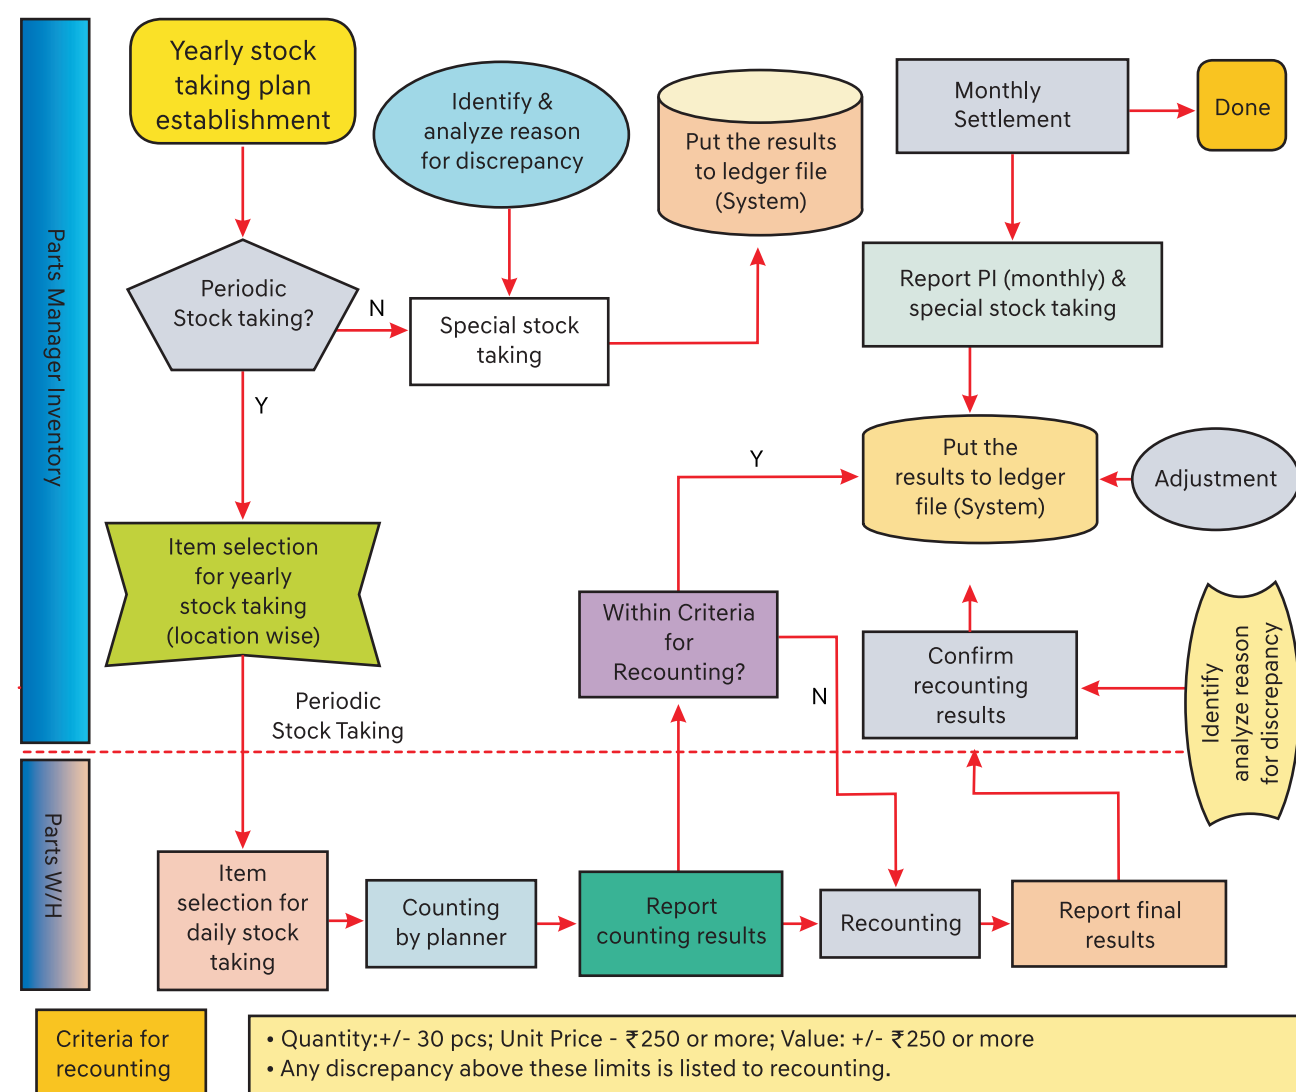 Yearly stock
taking plan
establishment
Identify &
analyze reason
for discrepancy
Put the results
to ledger file
(System)
Monthly
Settlement
Done
Parts Manager Inventory
Periodic
Stock taking?
N
Special stock
taking
Report PI (monthly) &
special stock taking
Y
Put the
results to ledger
file (System)
Adjustment
Y
Item selection
for yearly
stock taking
(location wise)
Within Criteria
for
Recounting?
N
Confirm
recounting
results
Identify
analyze reason
for discrepancy
Periodic
Stock Taking
Parts W/H
Item
selection for
daily stock
taking
Counting
by planner
Report
counting results
Recounting
Report final
results
Criteria for
recounting
• Quantity:+/- 30 pcs; Unit Price - ₹250 or more; Value: +/- ₹250 or more
• Any discrepancy above these limits is listed to recounting.